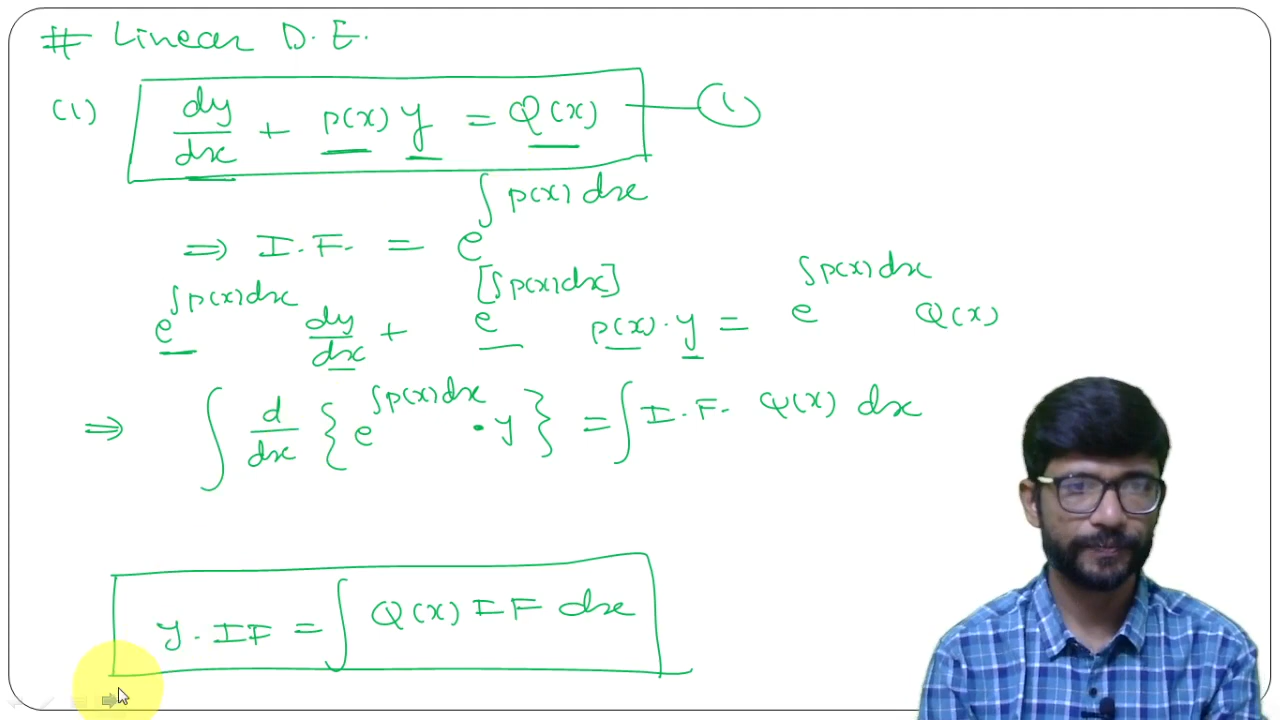 # Linear D.E.
(1) dy/dx + p(x) y = Q(x) — (1)
⇒ I.F. = e^∫p(x) dx
e^∫p(x)dx dy/dx + e^[∫p(x)dx] p(x)·y = e^∫p(x)dx Q(x)
⇒ ∫ d/dx { e^∫p(x)dx · y } = ∫ I.F. Q(x) dx
y. IF = ∫ Q(x) IF dx